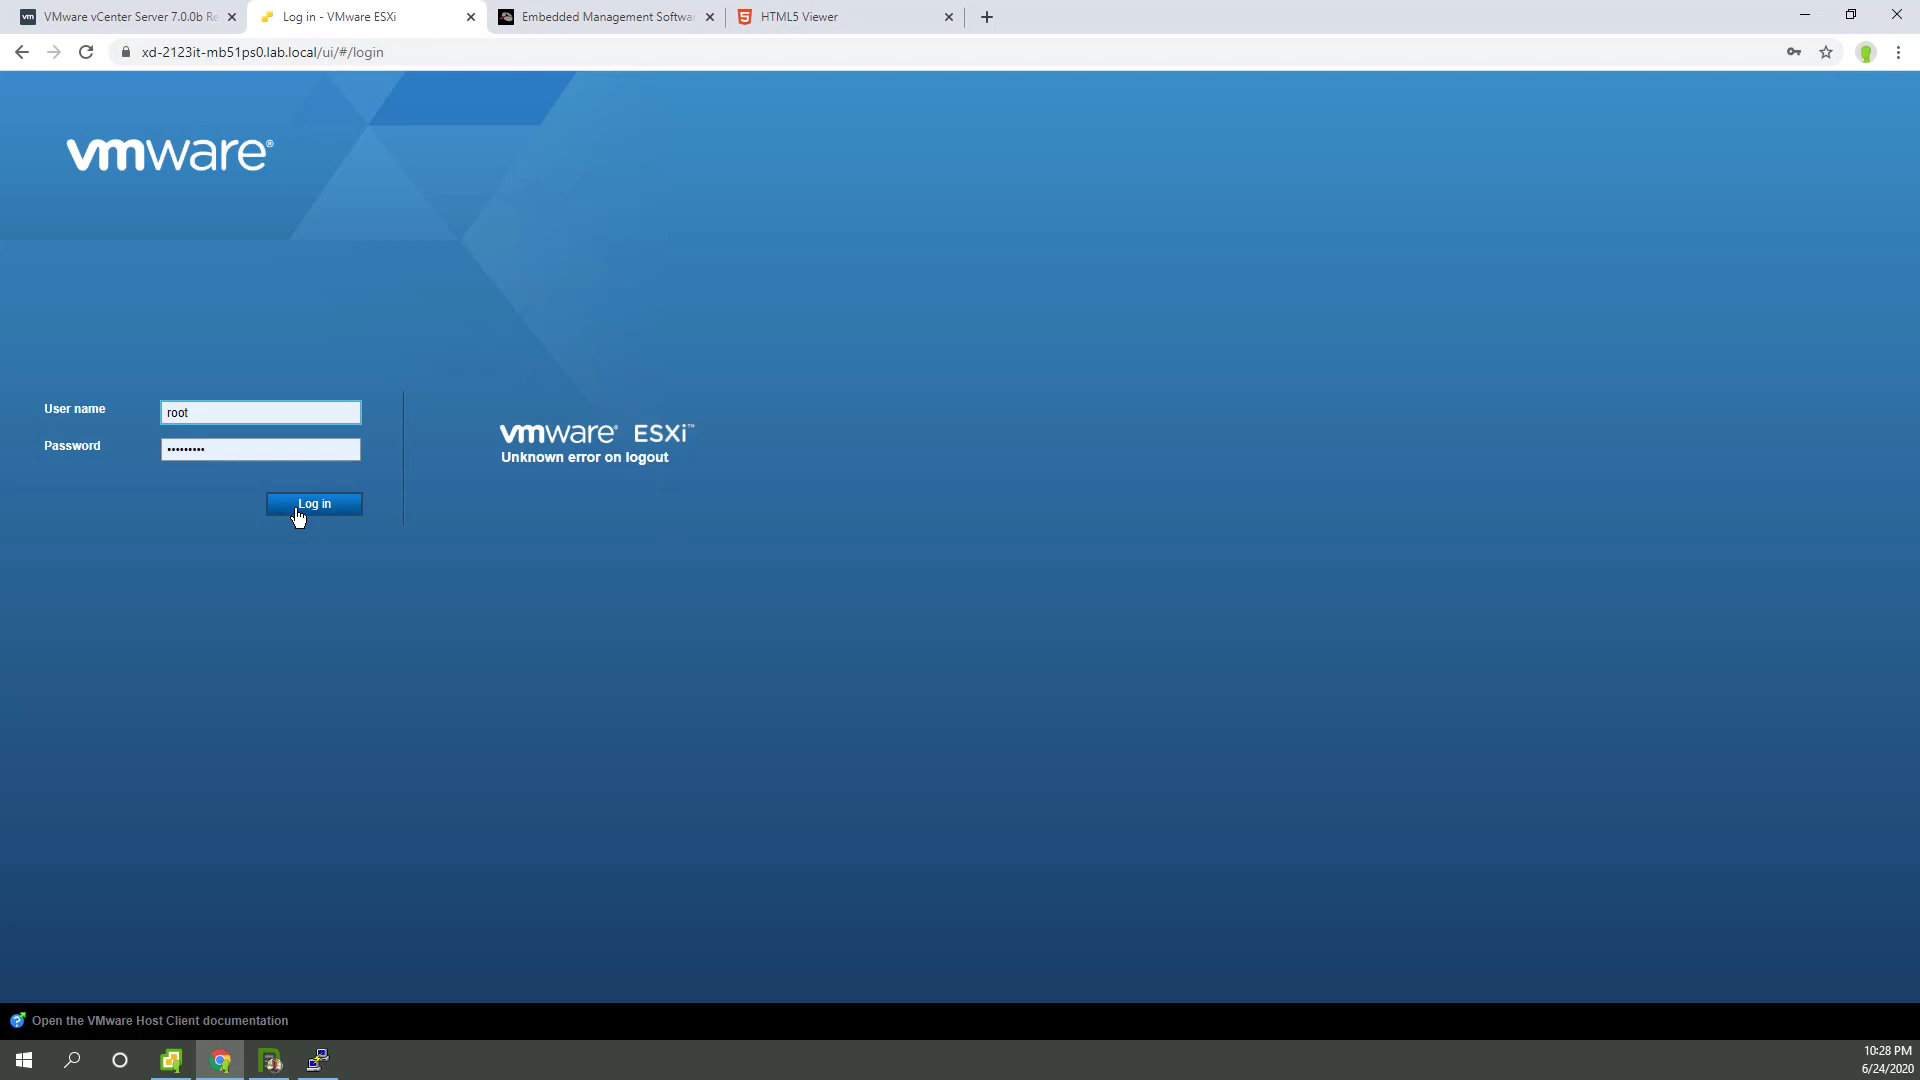 VMware vCenter Server 7.0.0b Re
Log in - VMware ESXi
Embedded Management Softwar
HTML5 Viewer
xd-2123it-mb51ps0.lab.local/ui/#/login
vmware®
User name
root
Password
•••••••••
Log in
vmware® ESXi™
Unknown error on logout
Open the VMware Host Client documentation
10:28 PM
6/24/2020